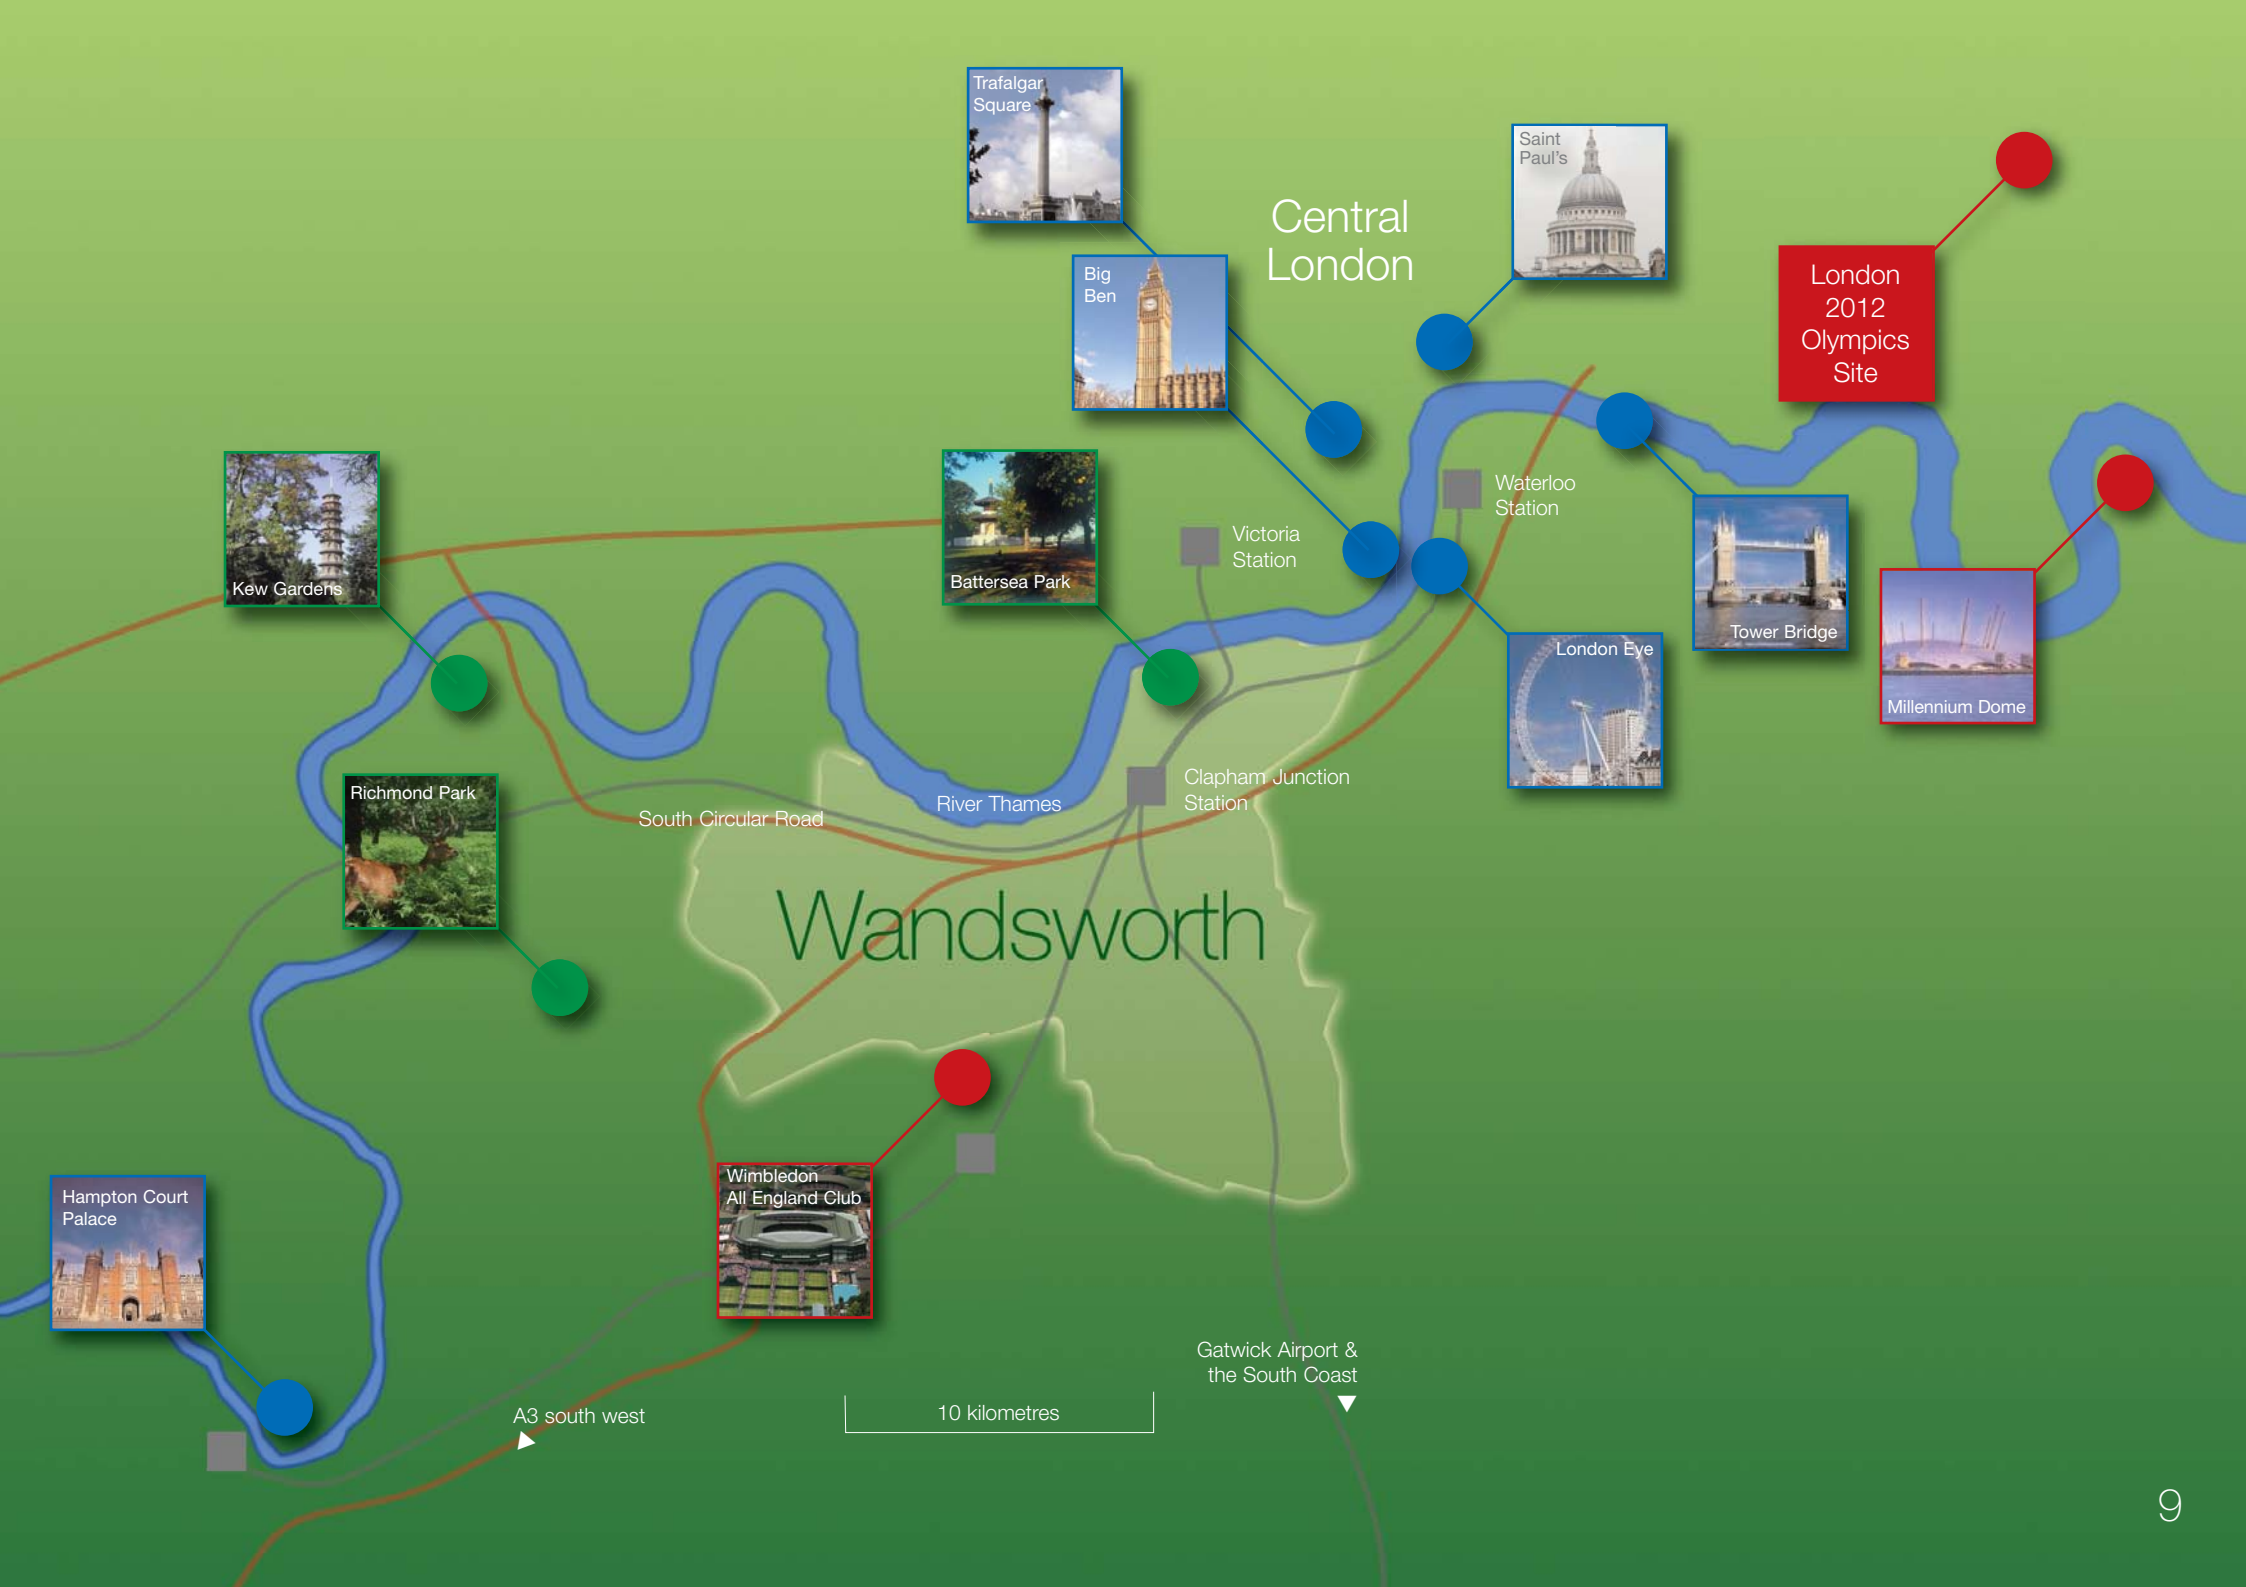 Trafalgar
Square
Saint
Paul's
Central
London
Big
Ben
London
2012
Olympics
Site
Kew Gardens
Battersea Park
Waterloo
Station
Victoria
Station
Tower Bridge
London Eye
Millennium Dome
Richmond Park
Clapham Junction
Station
River Thames
South Circular Road
Wandsworth
Wimbledon
All England Club
Hampton Court
Palace
Gatwick Airport &
the South Coast
A3 south west
10 kilometres
9